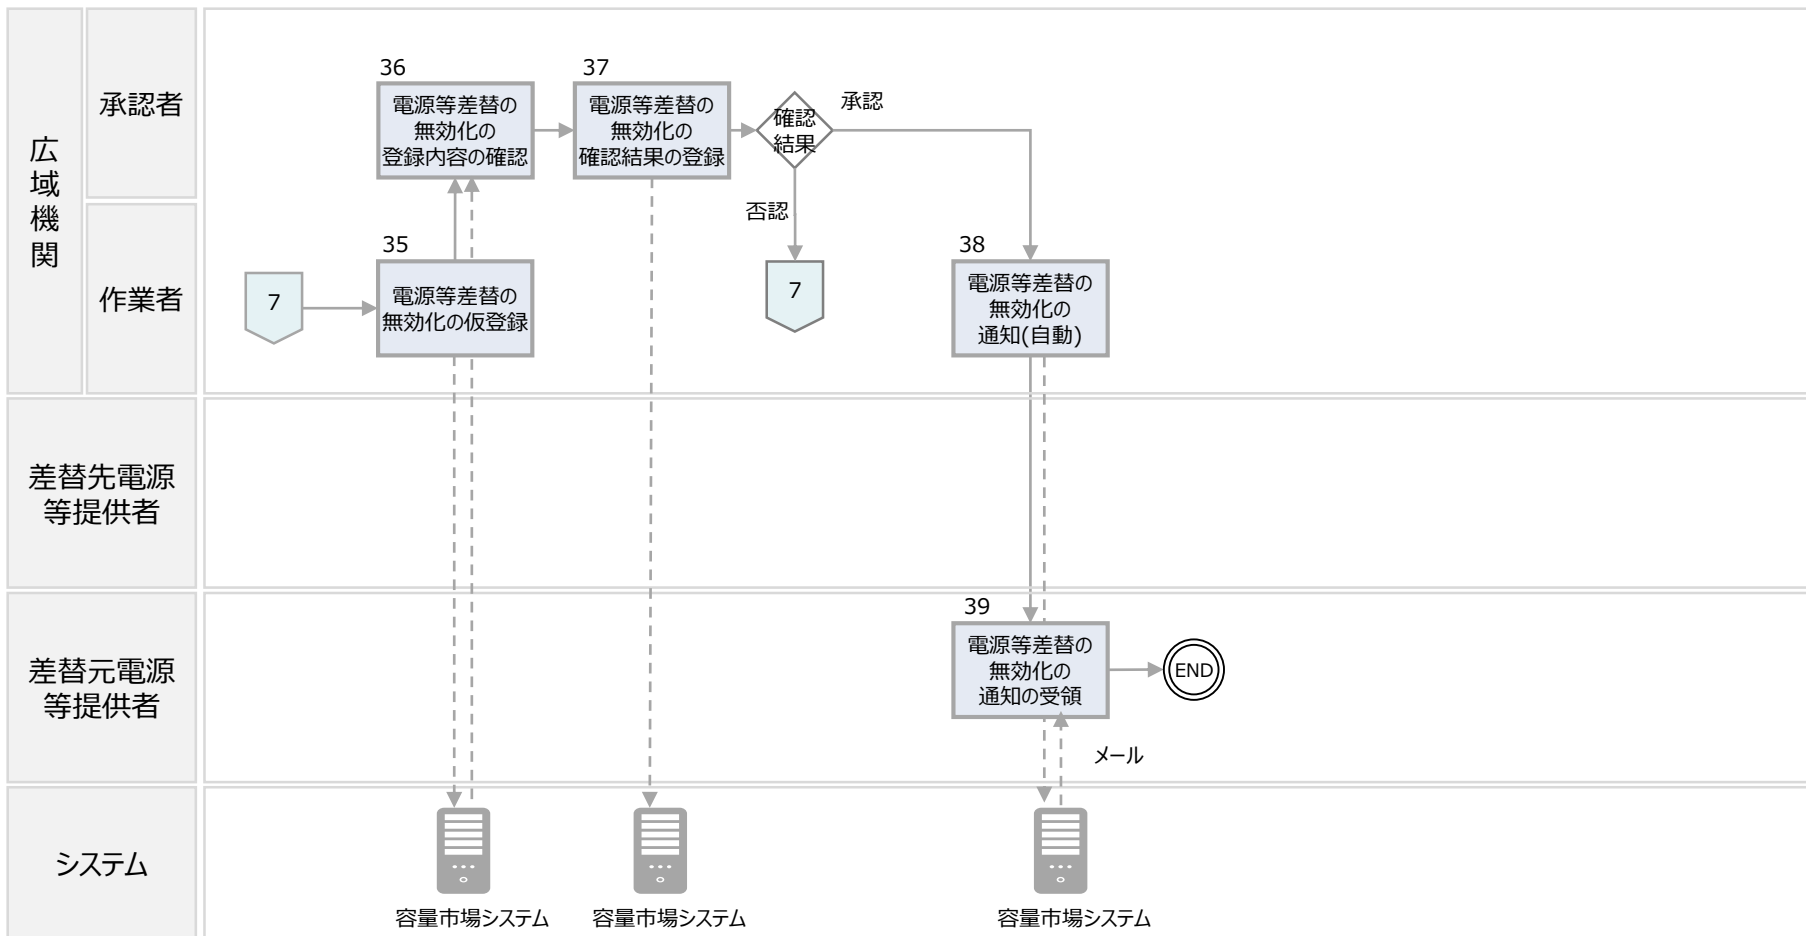 広
域
機
関
承認者
作業者
36
電源等差替の
無効化の
登録内容の確認
37
電源等差替の
無効化の
確認結果の登録
確認
結果
承認
否認
7
35
電源等差替の
無効化の仮登録
7
38
電源等差替の
無効化の
通知(自動)
差替先電源
等提供者
差替元電源
等提供者
39
電源等差替の
無効化の
通知の受領
END
メール
システム
容量市場システム
容量市場システム
容量市場システム